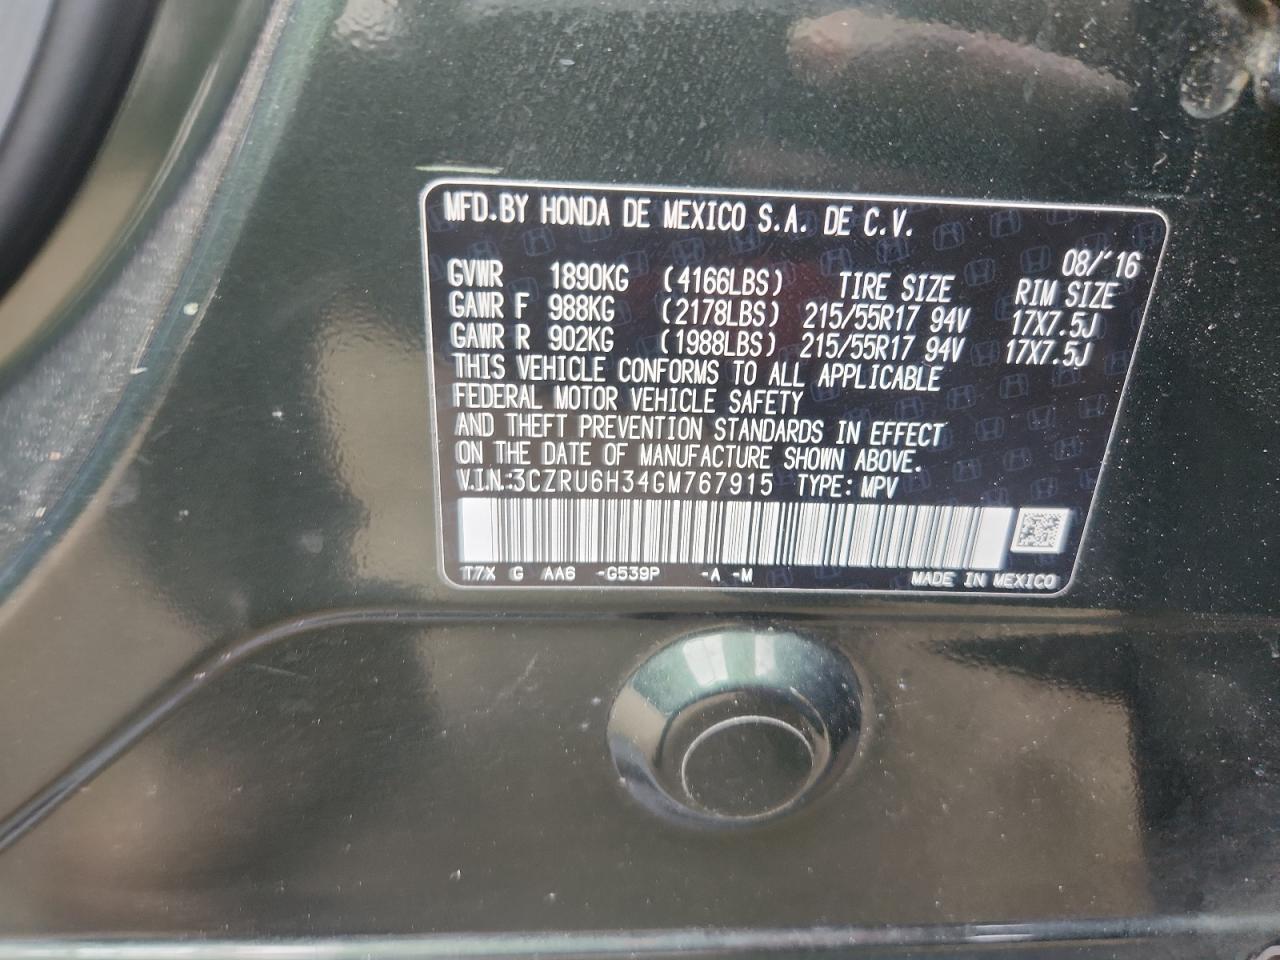 MFD.BY HONDA DE MEXICO S.A. DE C.V.
08/'16
GVWR 1890KG (4166LBS) TIRE SIZE RIM SIZE
GAWR F 988KG (2178LBS) 215/55R17 94V 17X7.5J
GAWR R 902KG (1988LBS) 215/55R17 94V 17X7.5J
THIS VEHICLE CONFORMS TO ALL APPLICABLE
FEDERAL MOTOR VEHICLE SAFETY
AND THEFT PREVENTION STANDARDS IN EFFECT
ON THE DATE OF MANUFACTURE SHOWN ABOVE.
V.I.N.:3CZRU6H34GM767915 TYPE: MPV
T7X G AA6 -G539P -A -M MADE IN MEXICO